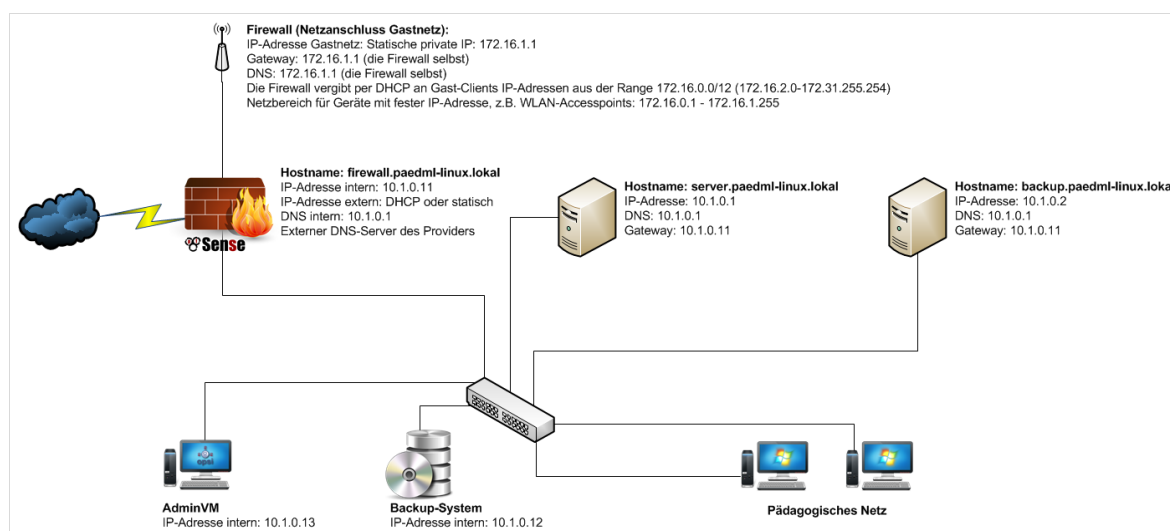 Firewall (Netzanschluss Gastnetz):
IP-Adresse Gastnetz: Statische private IP: 172.16.1.1
Gateway: 172.16.1.1 (die Firewall selbst)
DNS: 172.16.1.1 (die Firewall selbst)
Die Firewall vergibt per DHCP an Gast-Clients IP-Adressen aus der Range 172.16.0.0/12 (172.16.2.0-172.31.255.254)
Netzbereich für Geräte mit fester IP-Adresse, z.B. WLAN-Accesspoints: 172.16.0.1 - 172.16.1.255
Hostname: firewall.paedml-linux.lokal
IP-Adresse intern: 10.1.0.11
IP-Adresse extern: DHCP oder statisch
DNS intern: 10.1.0.1
Externer DNS-Server des Providers
Sense
Hostname: server.paedml-linux.lokal
IP-Adresse: 10.1.0.1
DNS: 10.1.0.1
Gateway: 10.1.0.11
Hostname: backup.paedml-linux.lokal
IP-Adresse: 10.1.0.2
DNS: 10.1.0.1
Gateway: 10.1.0.11
opsi
AdminVM
IP-Adresse intern: 10.1.0.13
Backup-System
IP-Adresse intern: 10.1.0.12
Pädagogisches Netz